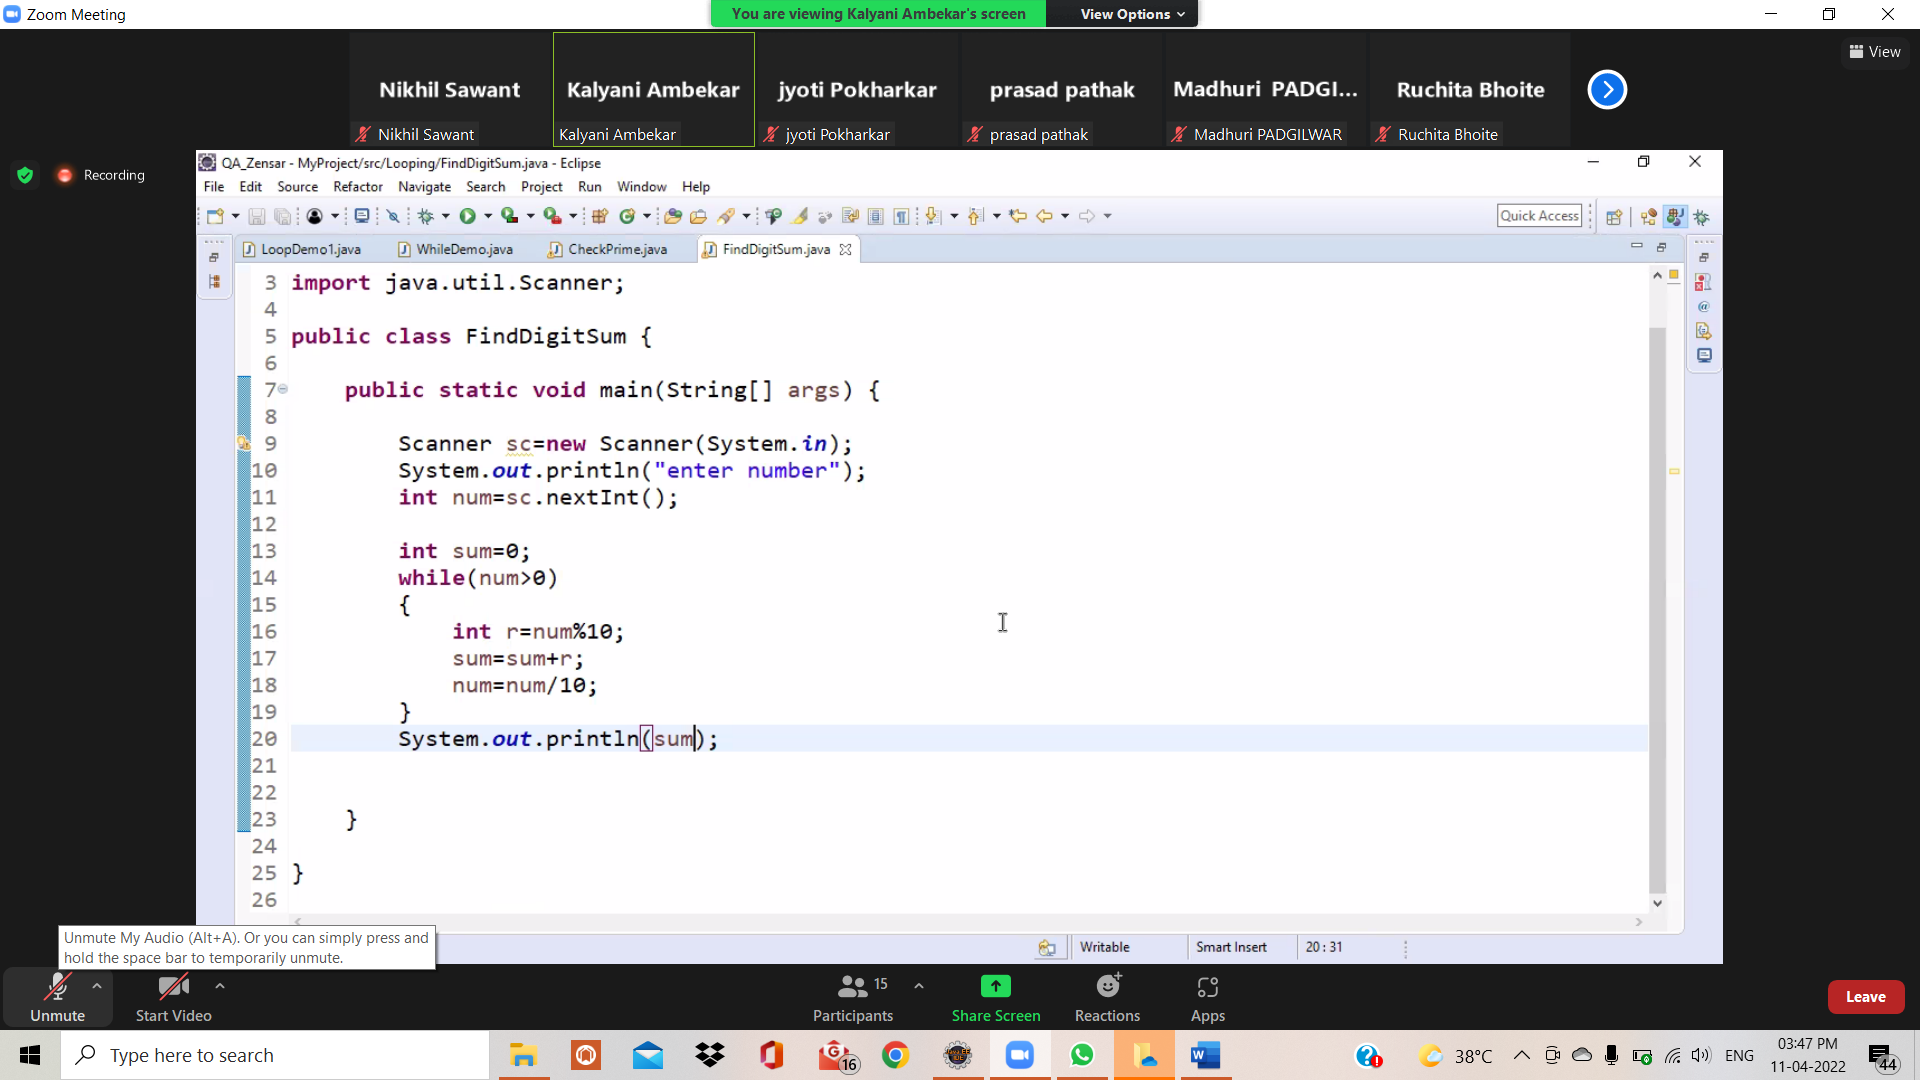 Zoom Meeting
You are viewing Kalyani Ambekar's screen
View Options
View
Nikhil Sawant
Kalyani Ambekar
jyoti Pokharkar
prasad pathak
Madhuri PADGI...
Ruchita Bhoite
Nikhil Sawant
Kalyani Ambekar
jyoti Pokharkar
prasad pathak
Madhuri PADGILWAR
Ruchita Bhoite
Recording
QA_Zensar - MyProject/src/Looping/FindDigitSum.java - Eclipse
File Edit Source Refactor Navigate Search Project Run Window Help
Quick Access
LoopDemo1.java WhileDemo.java CheckPrime.java FindDigitSum.java
3 import java.util.Scanner;
4
5 public class FindDigitSum {
6
7 public static void main(String[] args) {
8
9 Scanner sc=new Scanner(System.in);
10 System.out.println("enter number");
11 int num=sc.nextInt();
12
13 int sum=0;
14 while(num>0)
15 {
16 int r=num%10;
17 sum=sum+r;
18 num=num/10;
19 }
20 System.out.println(sum);
21
22
23 }
24
25 }
26
Unmute My Audio (Alt+A). Or you can simply press and
hold the space bar to temporarily unmute.
Writable
Smart Insert
20 : 31
Unmute
Start Video
15
Participants
Share Screen
Reactions
Apps
Leave
Type here to search
16
38°C
ENG
03:47 PM
11-04-2022
44